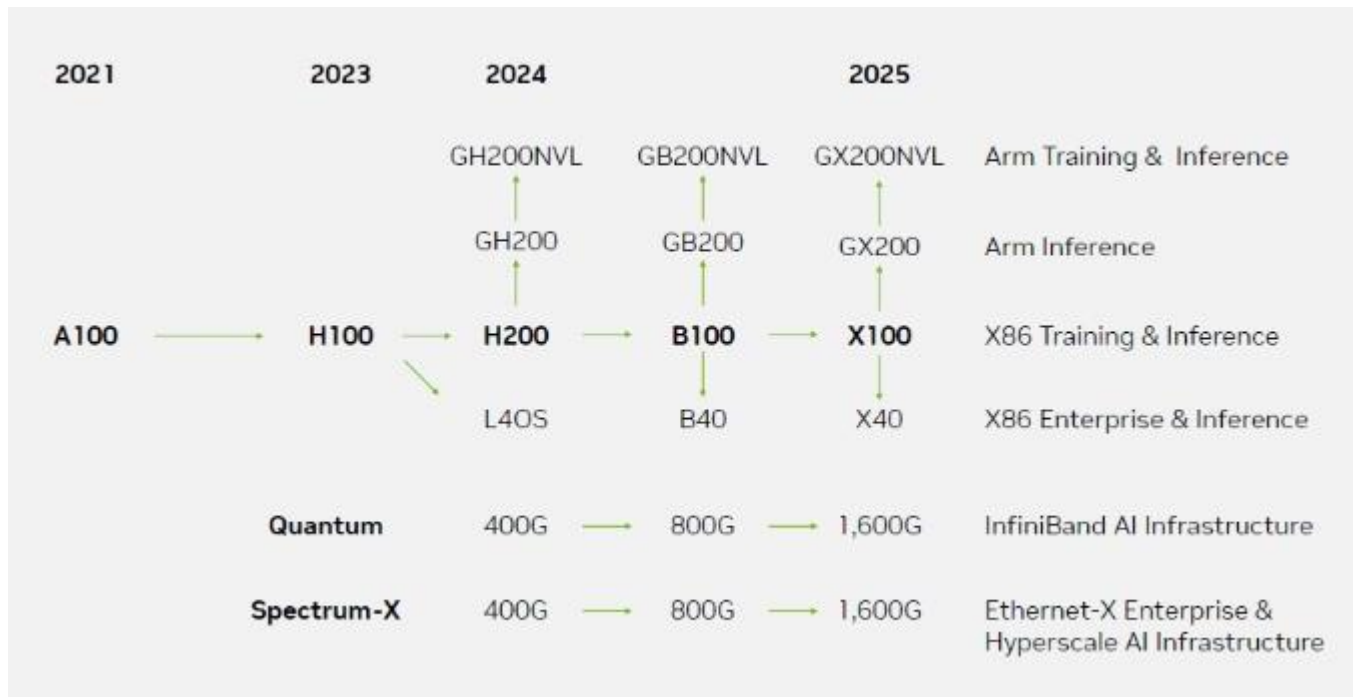 2021 2023 2024 2025
GH200NVL GB200NVL GX200NVL Arm Training & Inference
GH200 GB200 GX200 Arm Inference
A100 H100 H200 B100 X100 X86 Training & Inference
L40S B40 X40 X86 Enterprise & Inference
Quantum 400G 800G 1,600G InfiniBand AI Infrastructure
Spectrum-X 400G 800G 1,600G Ethernet-X Enterprise &
Hyperscale AI Infrastructure